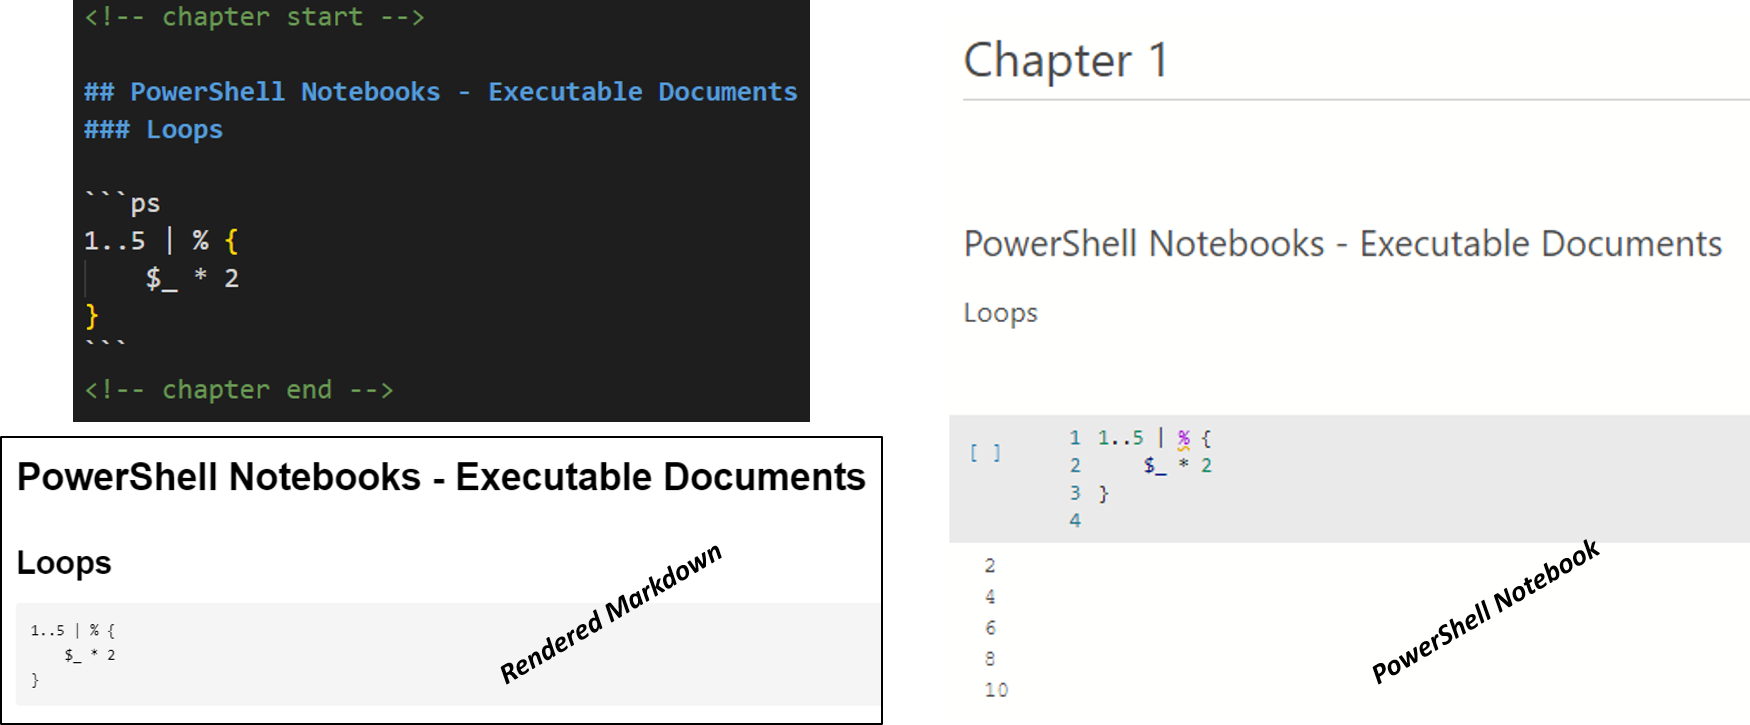 <!-- chapter start -->
## PowerShell Notebooks - Executable Documents
### Loops
```ps
1..5 | % {
    $_ * 2
}
```
<!-- chapter end -->
PowerShell Notebooks - Executable Documents
Loops
1..5 | % {
    $_ * 2
}
Rendered Markdown
Chapter 1
PowerShell Notebooks - Executable Documents
Loops
[ ]
1 1..5 | % {
2     $_ * 2
3 }
4
2
4
6
8
10
PowerShell Notebook